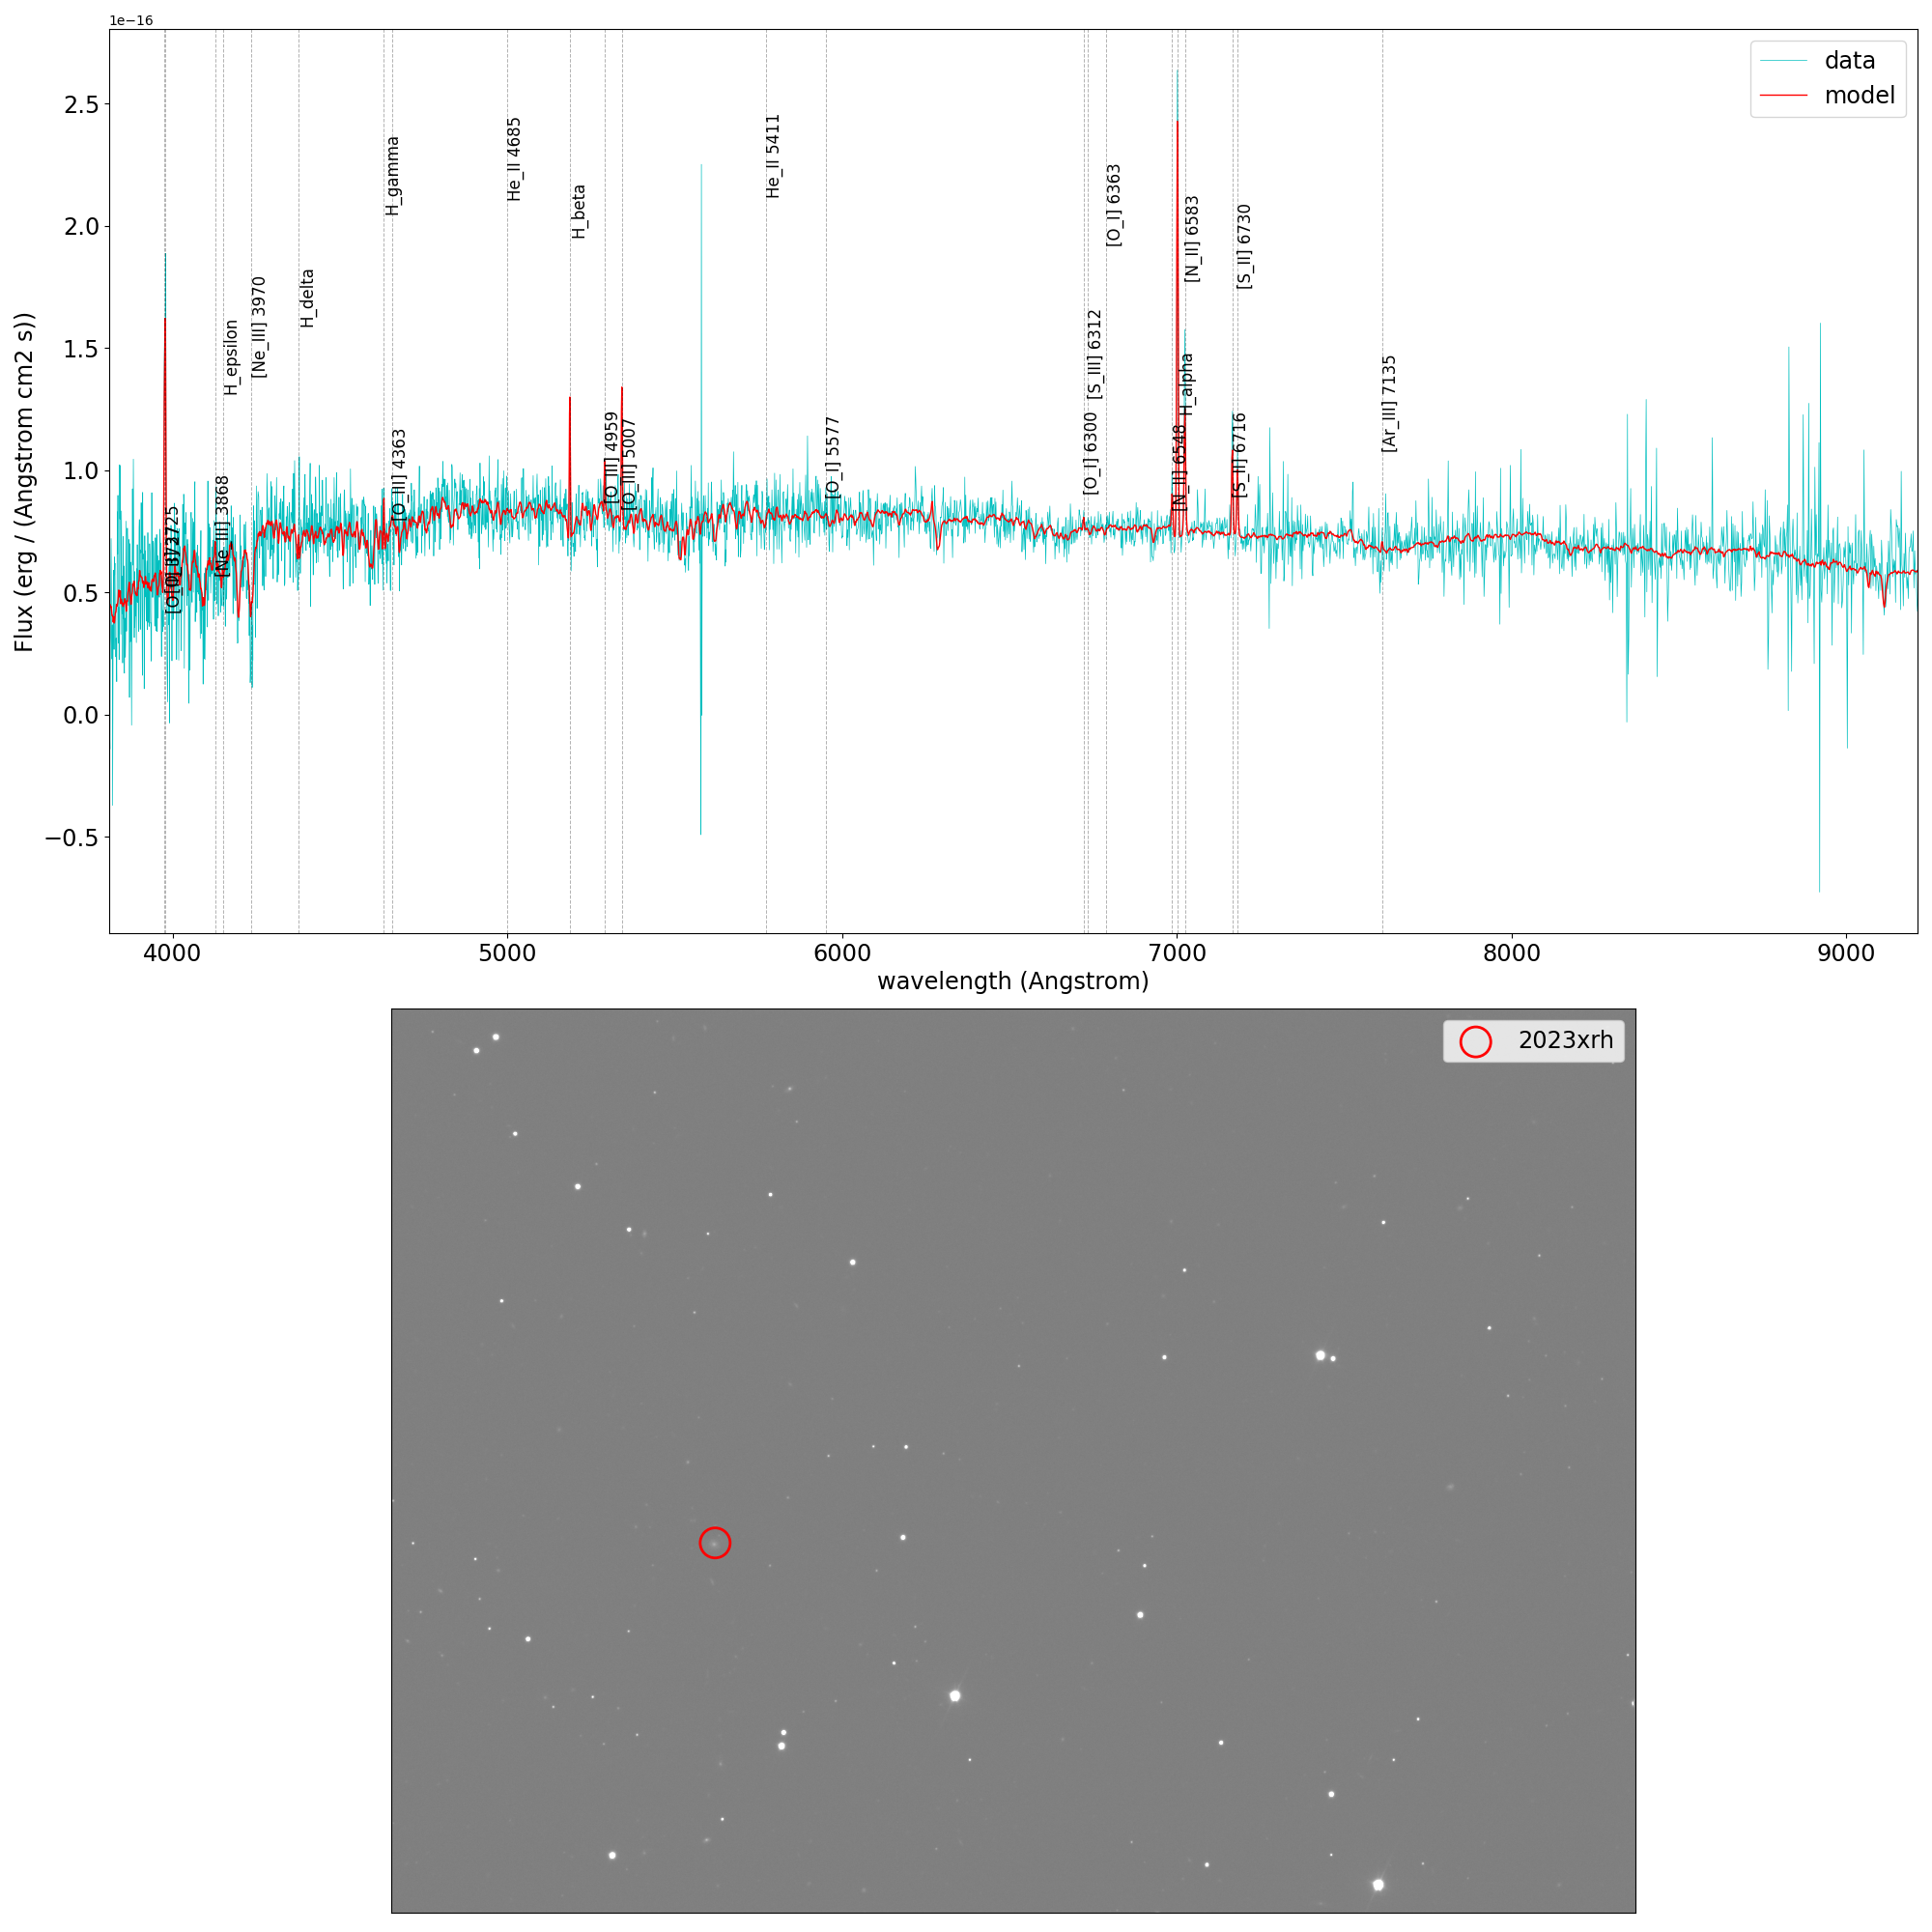 1e−16
Flux (erg / (Angstrom cm2 s))
2.5
2.0
1.5
1.0
0.5
0.0
−0.5
data
model
[Ne_III] 3868
H_epsilon
[Ne_III] 3970
H_delta
H_gamma
[O_III] 4363
He_II 4685
H_beta
[O_III] 4959
[O_III] 5007
He_II 5411
[O_I] 5577
[O_I] 6300
[S_III] 6312
[O_I] 6363
[N_II] 6548
H_alpha
[N_II] 6583
[S_II] 6716
[S_II] 6730
[Ar_III] 7135
4000 5000 6000 7000 8000 9000
wavelength (Angstrom)
2023xrh